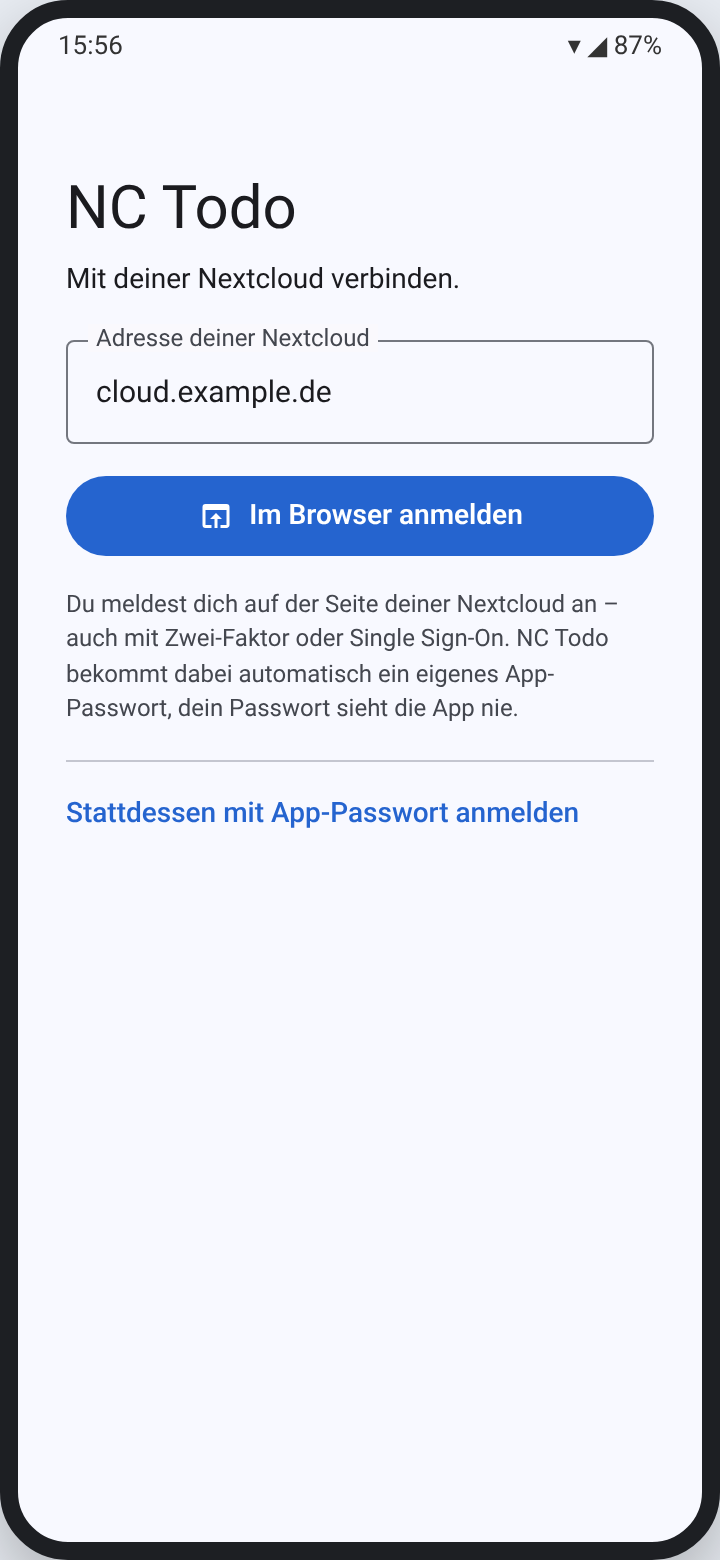 15:56
87%
NC Todo
Mit deiner Nextcloud verbinden.
Adresse deiner Nextcloud
cloud.example.de
Im Browser anmelden
Du meldest dich auf der Seite deiner Nextcloud an –
auch mit Zwei-Faktor oder Single Sign-On. NC Todo
bekommt dabei automatisch ein eigenes App-
Passwort, dein Passwort sieht die App nie.
Stattdessen mit App-Passwort anmelden